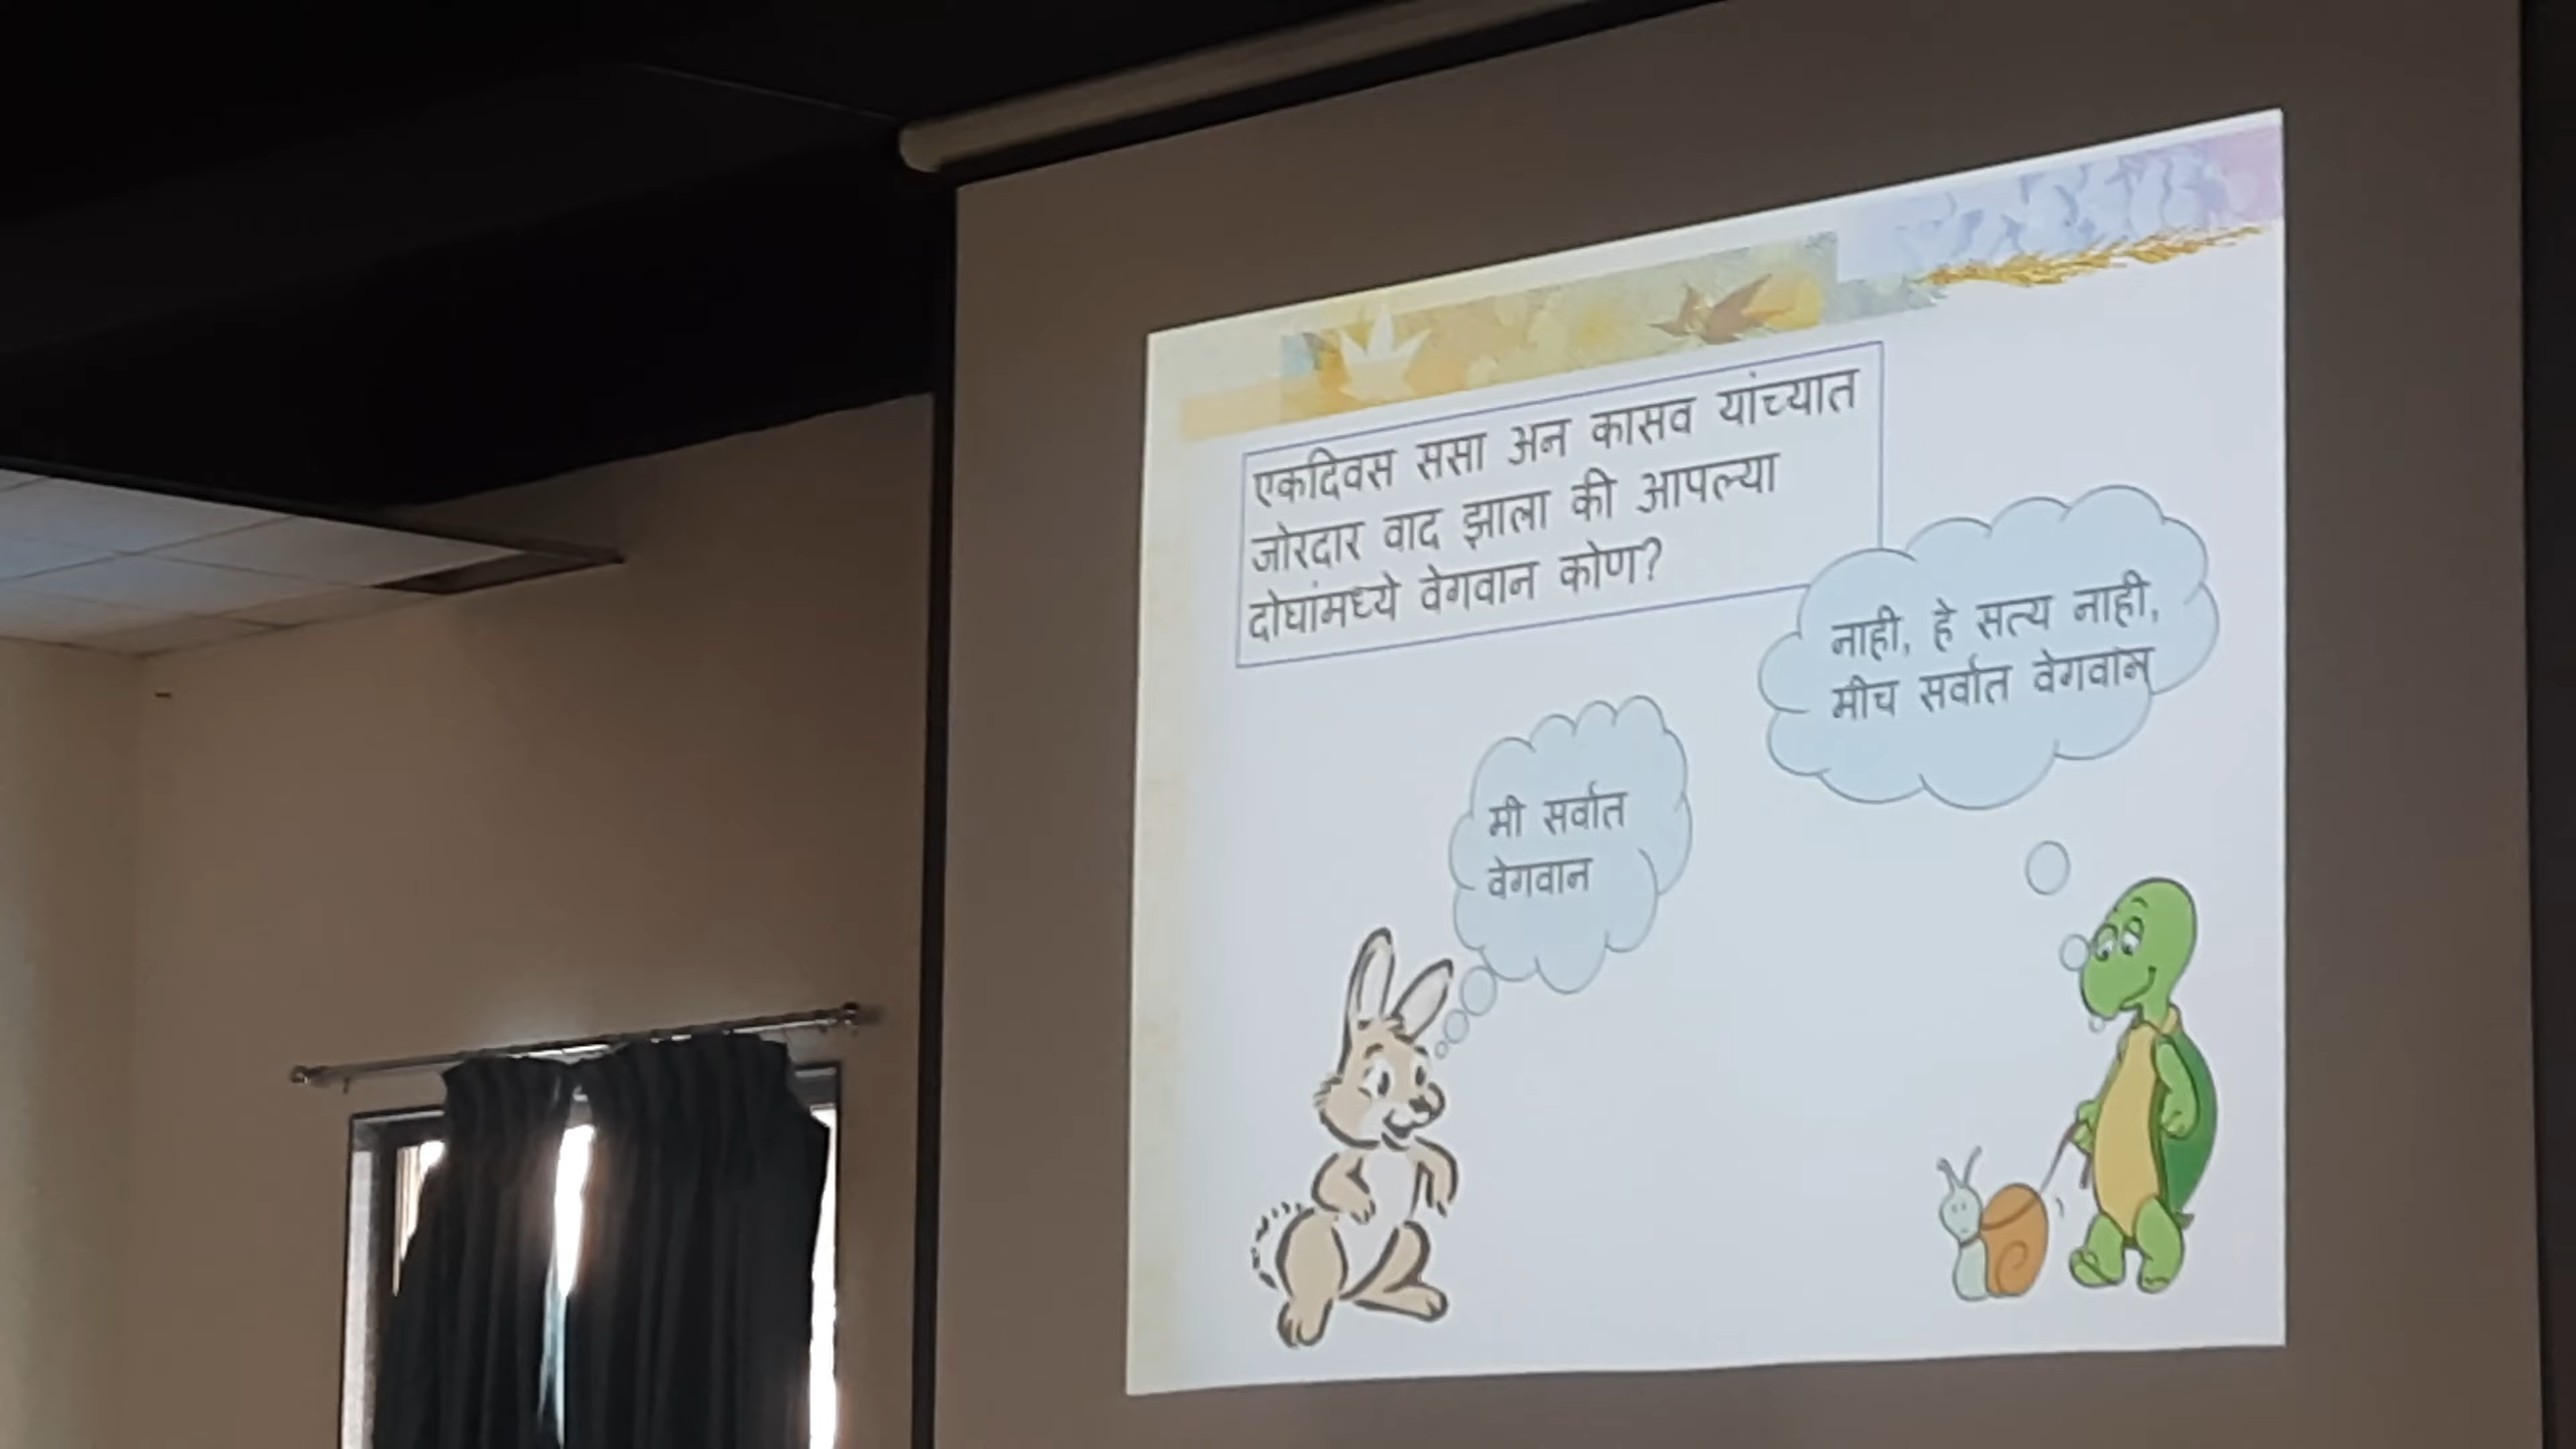 एकदिवस ससा अन कासव यांच्यात
जोरदार वाद झाला की आपल्या
दोघांमध्ये वेगवान कोण?
नाही, हे सत्य नाही,
मीच सर्वात वेगवान
मी सर्वात
वेगवान